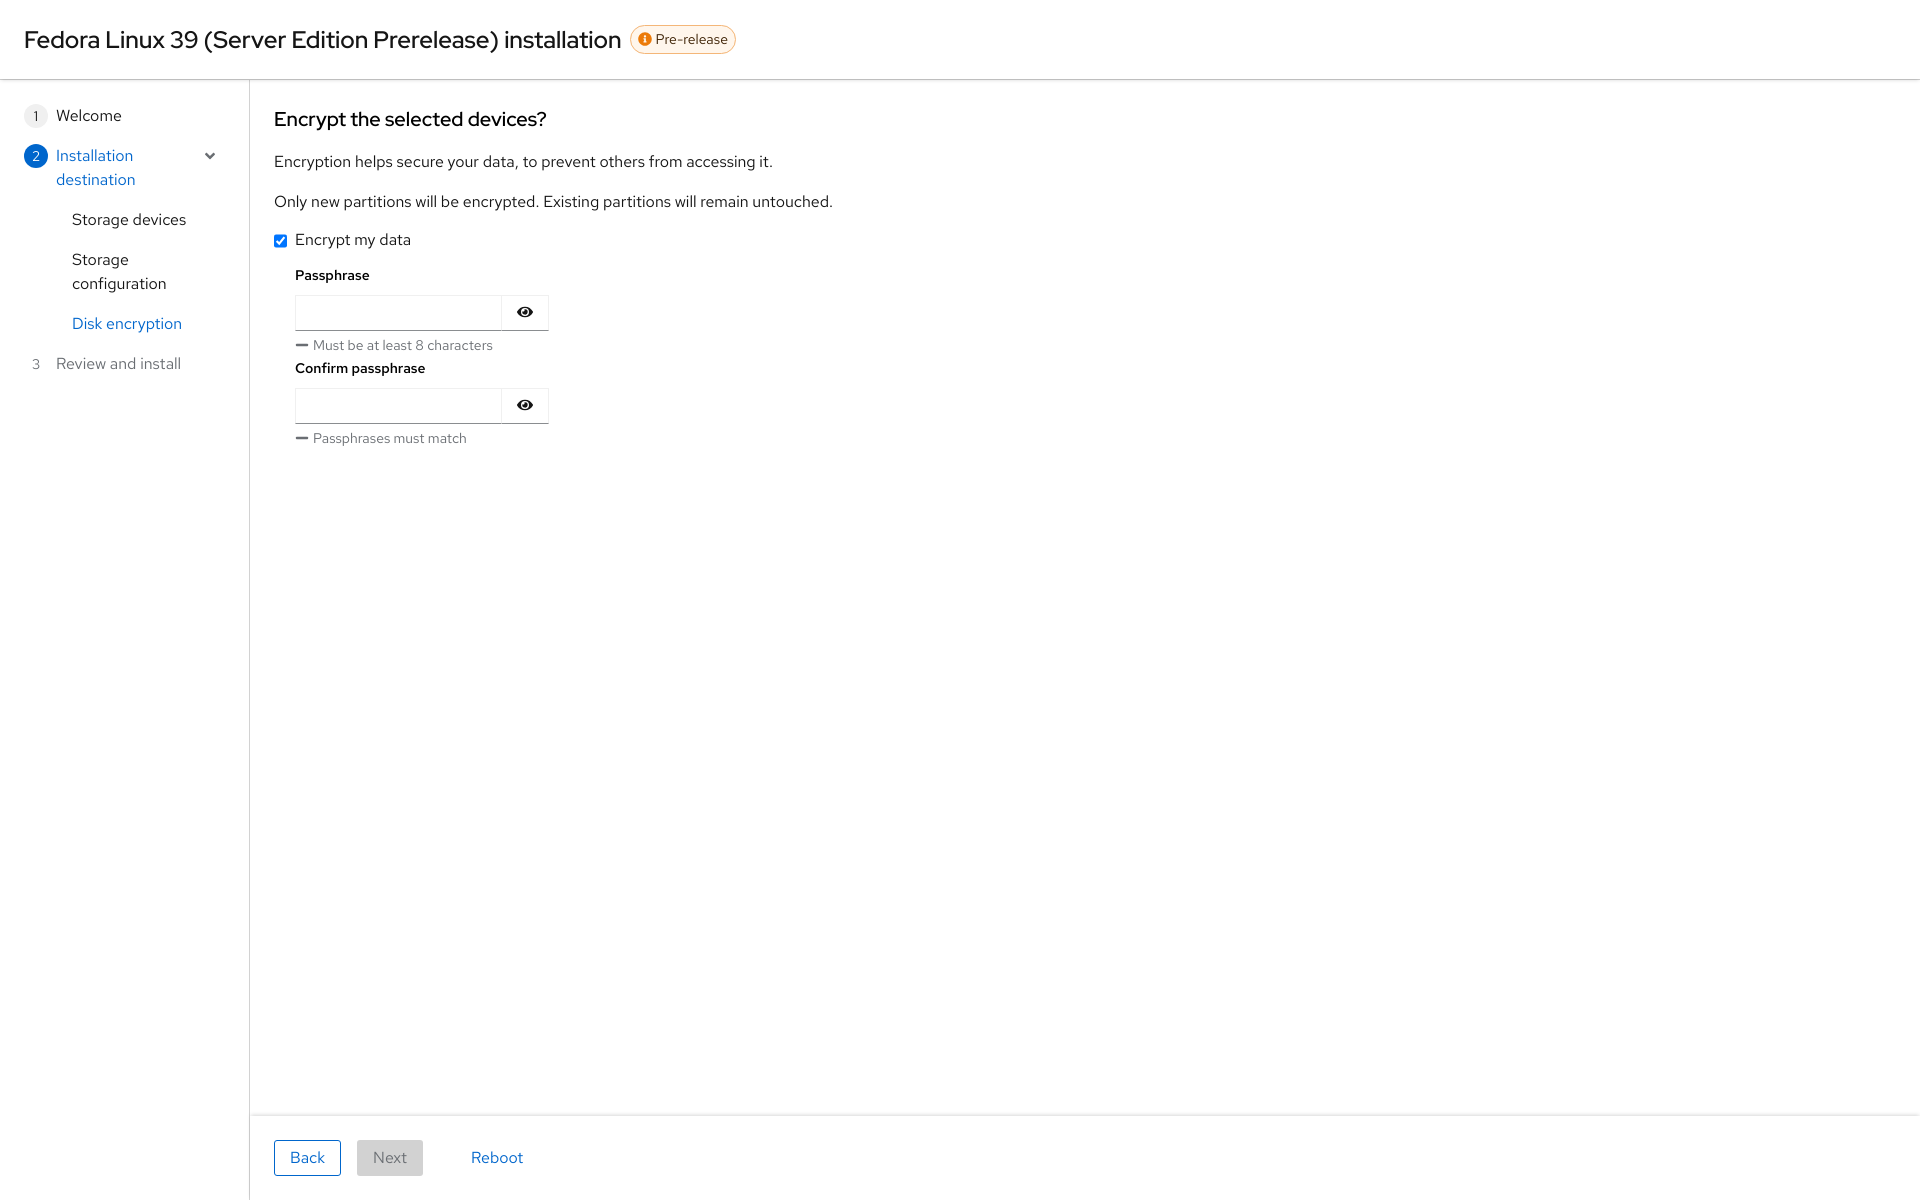 Fedora Linux 39 (Server Edition Prerelease) installation
Pre-release
1 Welcome
2 Installation
destination
Storage devices
Storage
configuration
Disk encryption
3 Review and install
Encrypt the selected devices?
Encryption helps secure your data, to prevent others from accessing it.
Only new partitions will be encrypted. Existing partitions will remain untouched.
Encrypt my data
Passphrase
Must be at least 8 characters
Confirm passphrase
Passphrases must match
Back
Next
Reboot